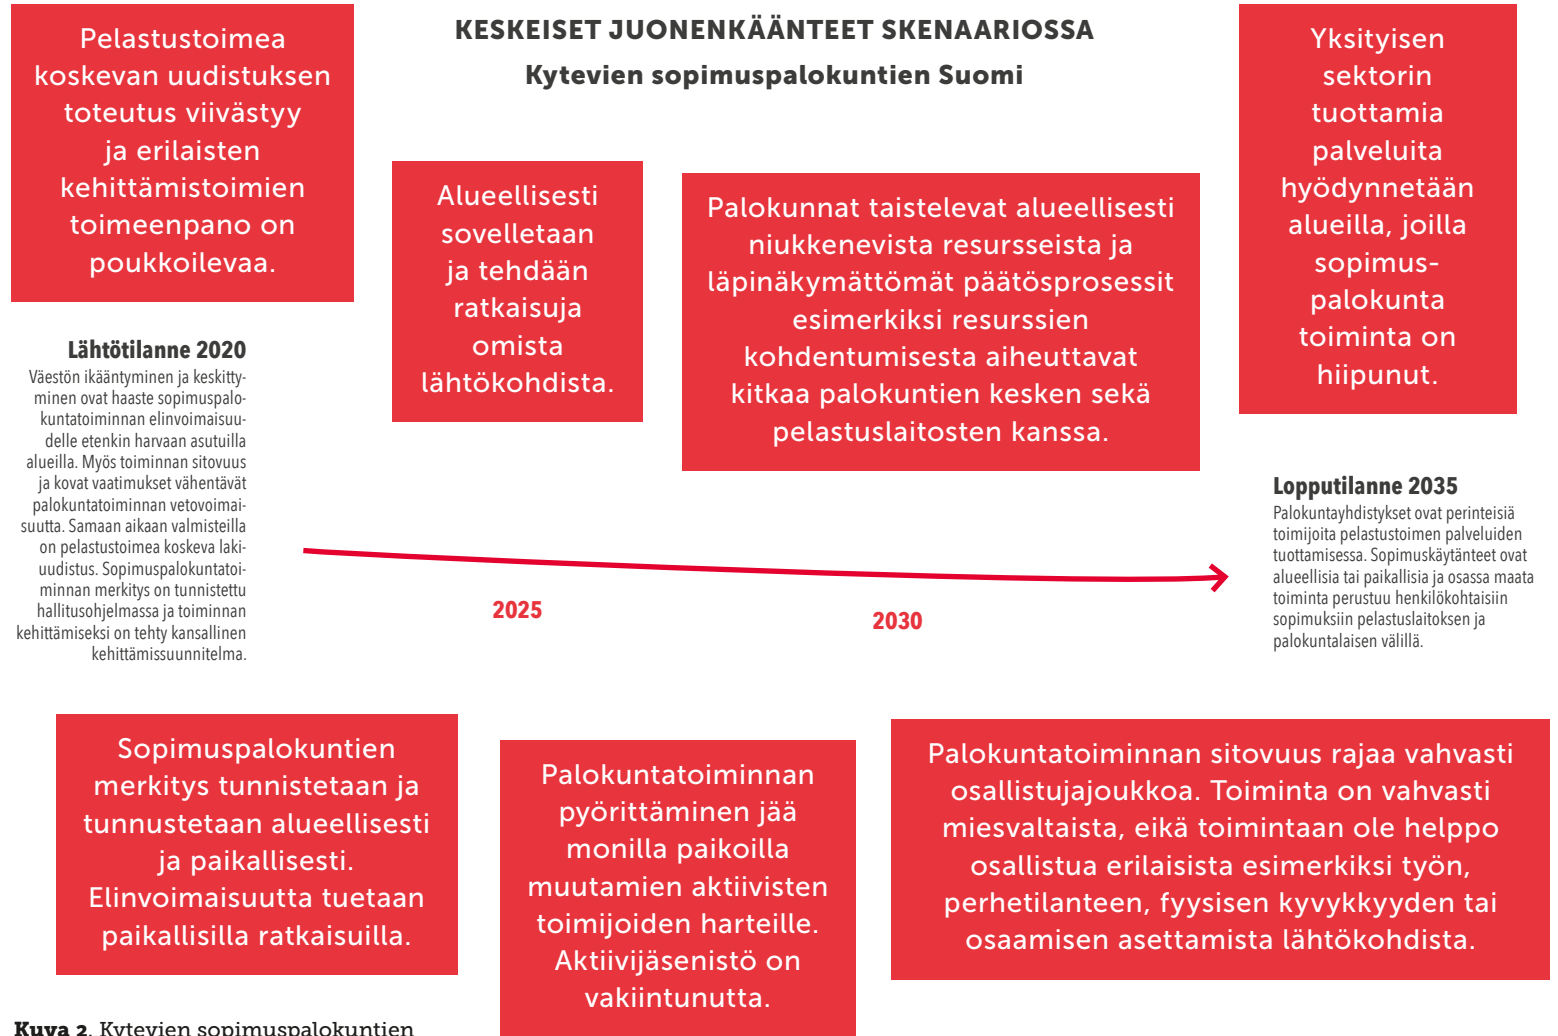 KESKEISET JUONENKÄÄNTEET SKENAARIOSSA
Kytevien sopimuspalokuntien Suomi
Pelastustoimea
koskevan uudistuksen
toteutus viivästyy
ja erilaisten
kehittämistoimien
toimeenpano on
poukkoilevaa.
Alueellisesti
sovelletaan
ja tehdään
ratkaisuja
omista
lähtökohdista.
Palokunnat taistelevat alueellisesti
niukkenevista resursseista ja
läpinäkymättömät päätösprosessit
esimerkiksi resurssien
kohdentumisesta aiheuttavat
kitkaa palokuntien kesken sekä
pelastuslaitosten kanssa.
Yksityisen
sektorin
tuottamia
palveluita
hyödynnetään
alueilla, joilla
sopimus-
palokunta
toiminta on
hiipunut.
Lähtötilanne 2020
Väestön ikääntyminen ja keskitty-
minen ovat haaste sopimuspalo-
kuntatoiminnan elinvoimaisuu-
delle etenkin harvaan asutuilla
alueilla. Myös toiminnan sitovuus
ja kovat vaatimukset vähentävät
palokuntatoiminnan vetovoimai-
suutta. Samaan aikaan valmisteilla
on pelastustoimea koskeva laki-
uudistus. Sopimuspalokuntatoi-
minnan merkitys on tunnistettu
hallitusohjelmassa ja toiminnan
kehittämiseksi on tehty kansallinen
kehittämissuunnitelma.
2025
2030
Lopputilanne 2035
Palokuntayhdistykset ovat perinteisiä
toimijoita pelastustoimen palveluiden
tuottamisessa. Sopimuskäytänteet ovat
alueellisia tai paikallisia ja osassa maata
toiminta perustuu henkilökohtaisiin
sopimuksiin pelastuslaitoksen ja
palokuntalaisen välillä.
Sopimuspalokuntien
merkitys tunnistetaan ja
tunnustetaan alueellisesti
ja paikallisesti.
Elinvoimaisuutta tuetaan
paikallisilla ratkaisuilla.
Palokuntatoiminnan
pyörittäminen jää
monilla paikoilla
muutamien aktiivisten
toimijoiden harteille.
Aktiivijäsenistö on
vakiintunutta.
Palokuntatoiminnan sitovuus rajaa vahvasti
osallistujajoukkoa. Toiminta on vahvasti
miesvaltaista, eikä toimintaan ole helppo
osallistua erilaisista esimerkiksi työn,
perhetilanteen, fyysisen kyvykkyyden tai
osaamisen asettamista lähtökohdista.
Kuva 2. Kytevien sopimuspalokuntien